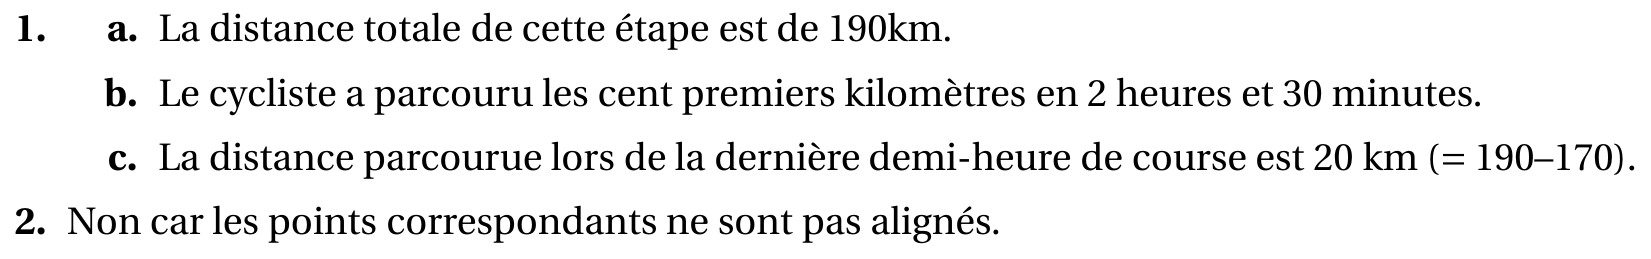 1. a. La distance totale de cette étape est de 190km.
b. Le cycliste a parcouru les cent premiers kilomètres en 2 heures et 30 minutes.
c. La distance parcourue lors de la dernière demi-heure de course est 20 km (= 190–170).
2. Non car les points correspondants ne sont pas alignés.